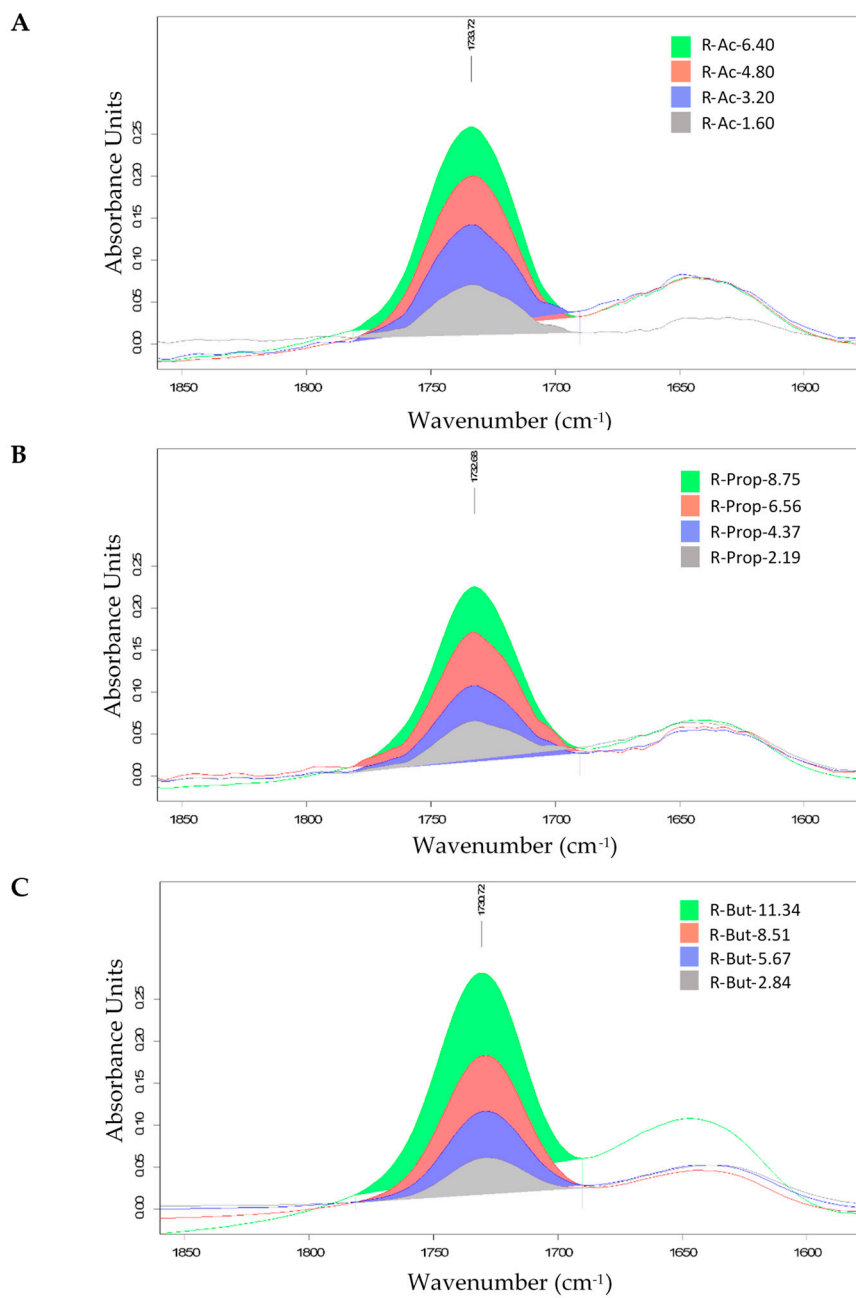 A
1733.72
R-Ac-6.40
R-Ac-4.80
R-Ac-3.20
R-Ac-1.60
Absorbance Units
0.25
0.20
0.15
0.10
0.05
0.00
1850 1800 1750 1700 1650 1600
Wavenumber (cm-1)
B
1732.68
R-Prop-8.75
R-Prop-6.56
R-Prop-4.37
R-Prop-2.19
Absorbance Units
0.25
0.20
0.15
0.10
0.05
0.00
1850 1800 1750 1700 1650 1600
Wavenumber (cm-1)
C
1730.72
R-But-11.34
R-But-8.51
R-But-5.67
R-But-2.84
Absorbance Units
0.30
0.25
0.20
0.15
0.10
0.05
0.00
1850 1800 1750 1700 1650 1600
Wavenumber (cm-1)